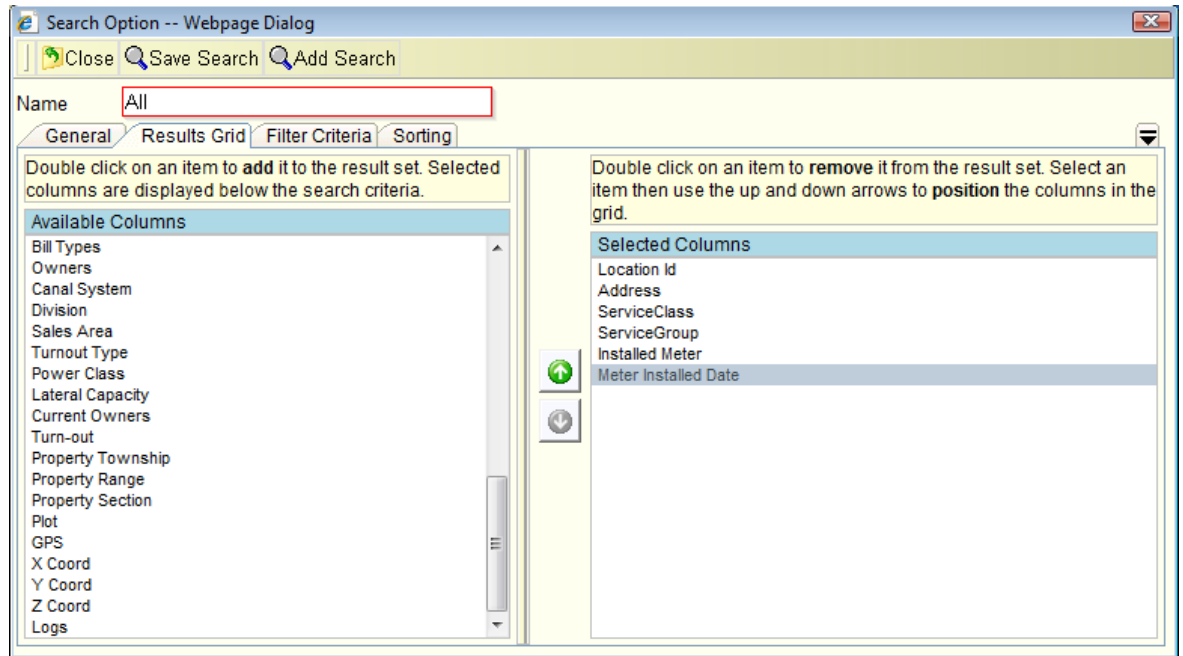 Search Option -- Webpage Dialog
Close Save Search Add Search
Name All
General Results Grid Filter Criteria Sorting
Double click on an item to add it to the result set. Selected
columns are displayed below the search criteria.
Available Columns
Bill Types
Owners
Canal System
Division
Sales Area
Turnout Type
Power Class
Lateral Capacity
Current Owners
Turn-out
Property Township
Property Range
Property Section
Plot
GPS
X Coord
Y Coord
Z Coord
Logs
Double click on an item to remove it from the result set. Select an
item then use the up and down arrows to position the columns in the
grid.
Selected Columns
Location Id
Address
ServiceClass
ServiceGroup
Installed Meter
Meter Installed Date